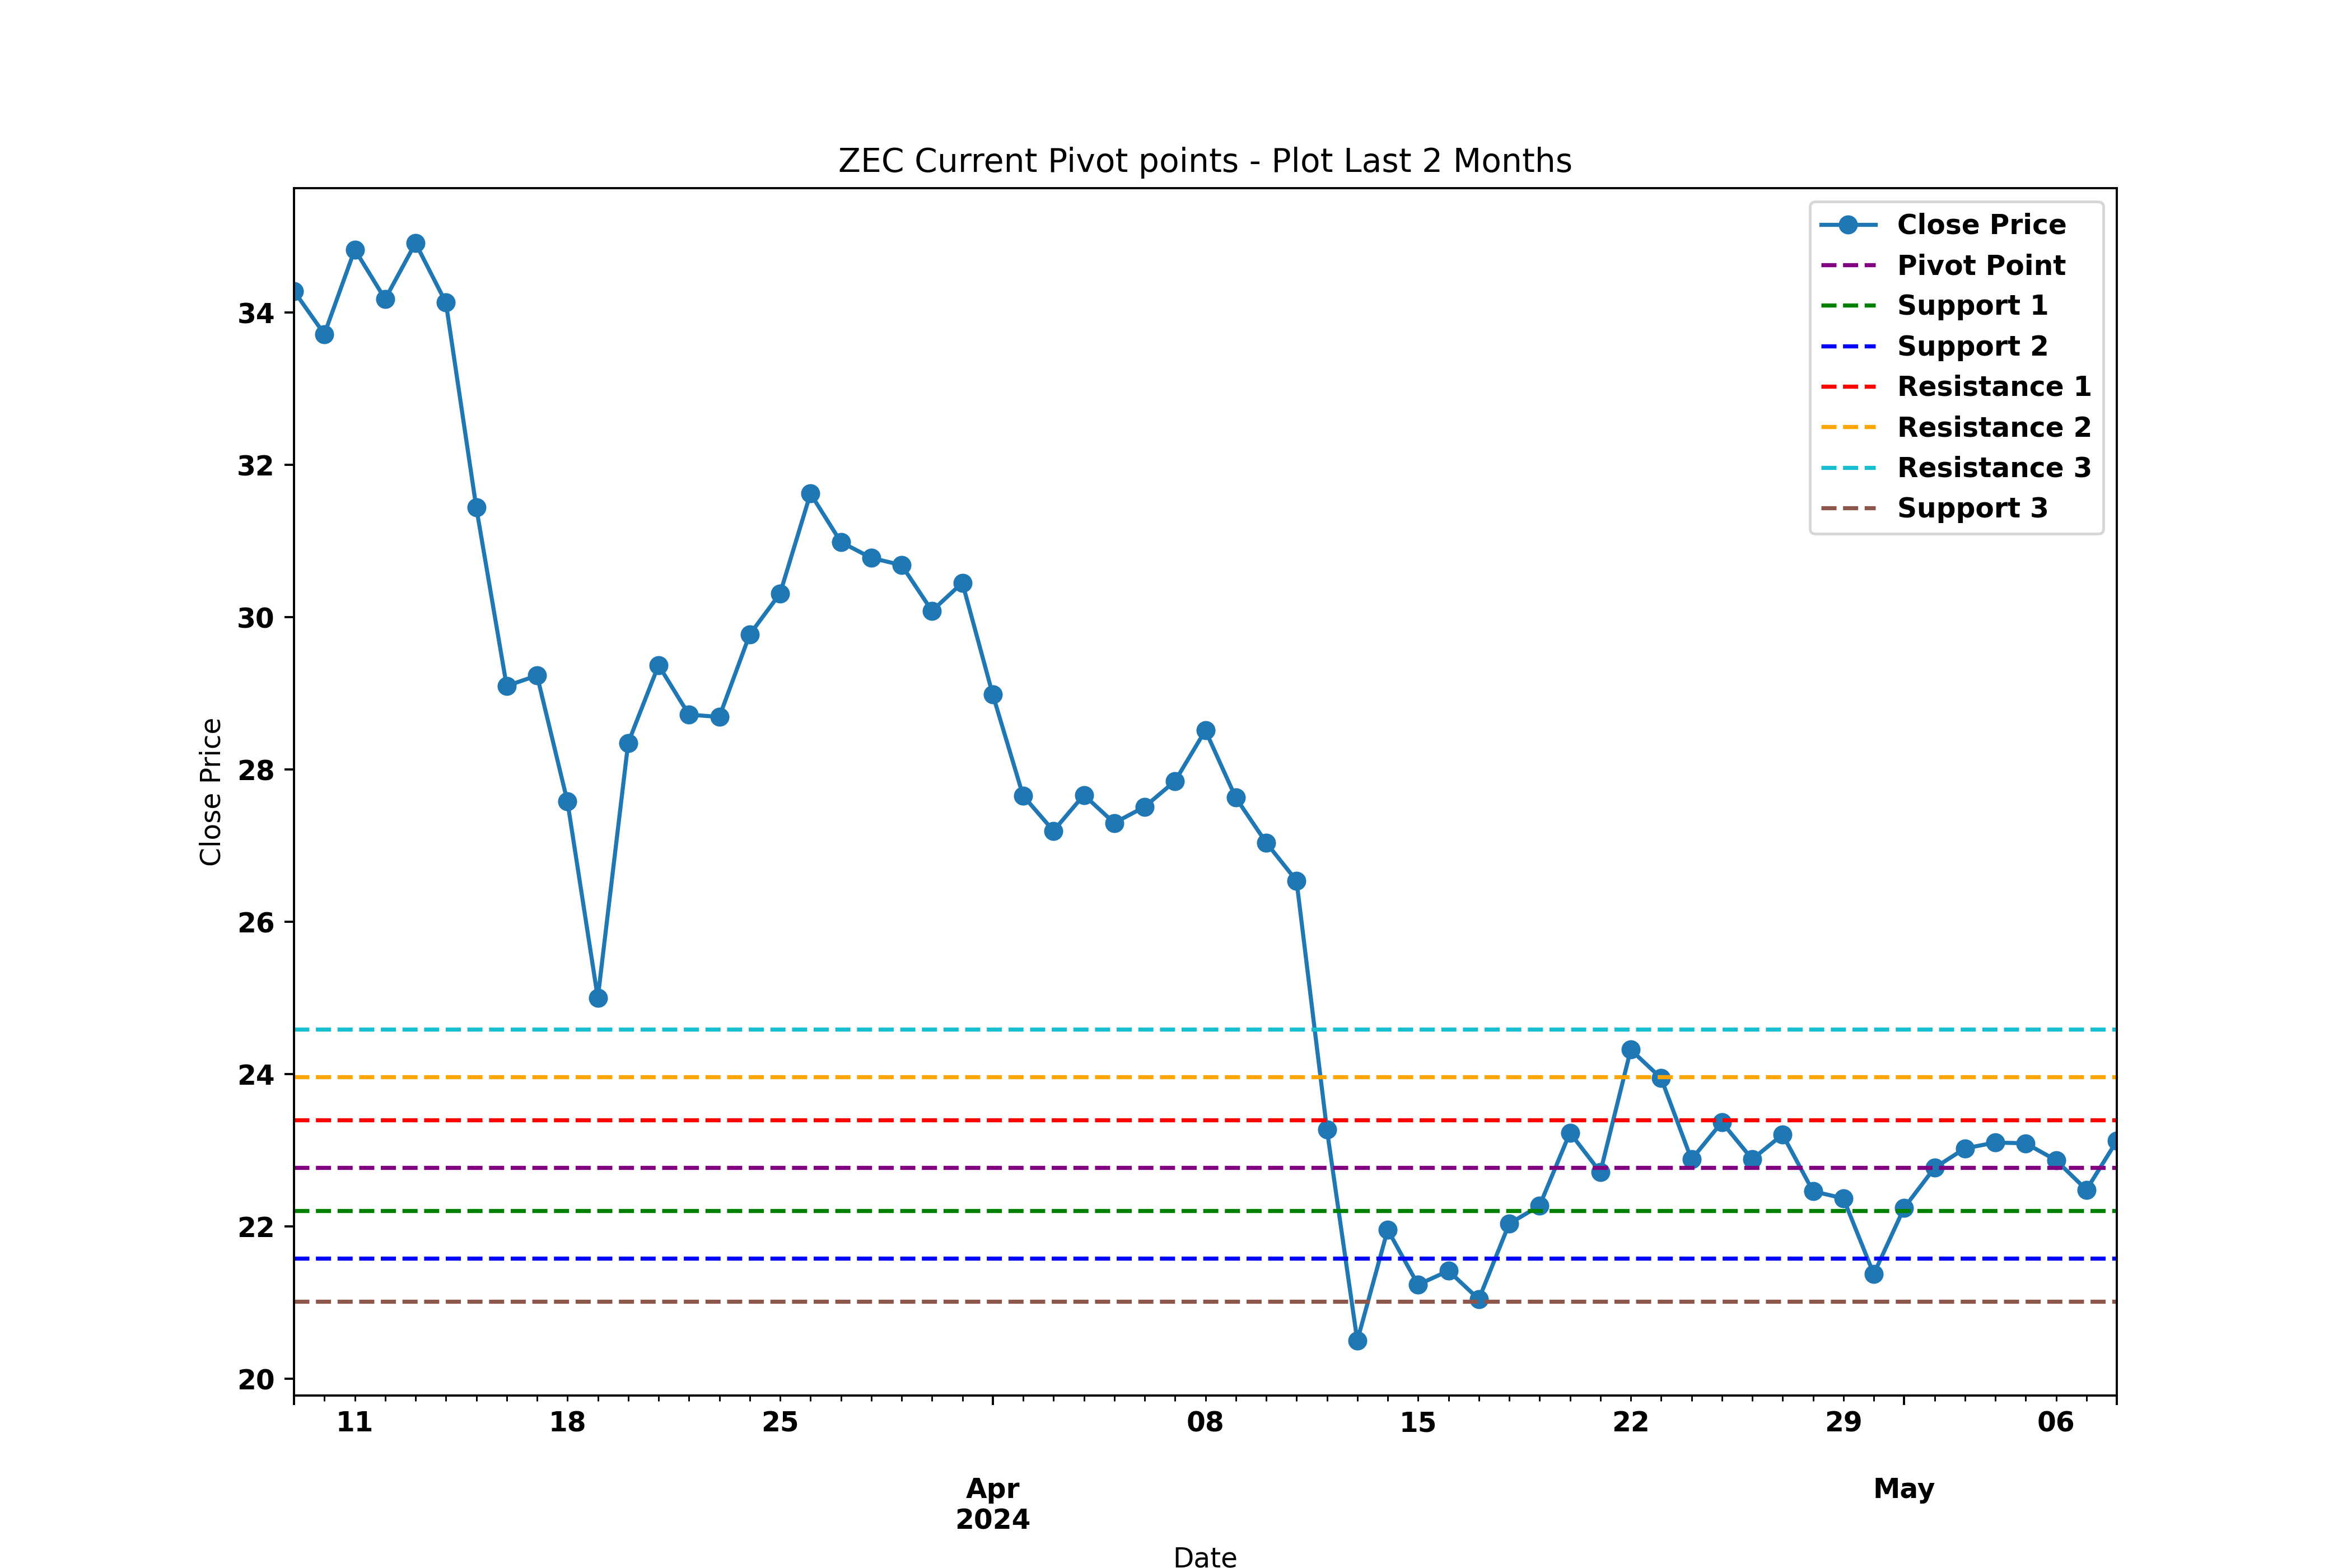 ZEC Current Pivot points - Plot Last 2 Months
Close Price
Pivot Point
Support 1
Support 2
Resistance 1
Resistance 2
Resistance 3
Support 3
34
32
30
28
26
24
22
20
Close Price
11 18 25 08 15 22 29 06
Apr May
2024
Date